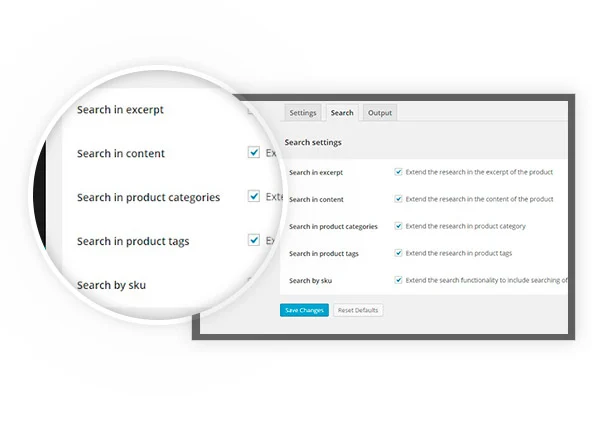 Search in excerpt
Search in content Ex
Search in product categories Exte
Search in product tags E
Search by sku
Settings Search Output
Search settings
Search in excerpt Extend the research in the excerpt of the product
Search in content Extend the research in the content of the product
Search in product categories Extend the research in product category
Search in product tags Extend the research in product tags
Search by sku Extend the search functionality to include searching of
Save Changes Reset Defaults